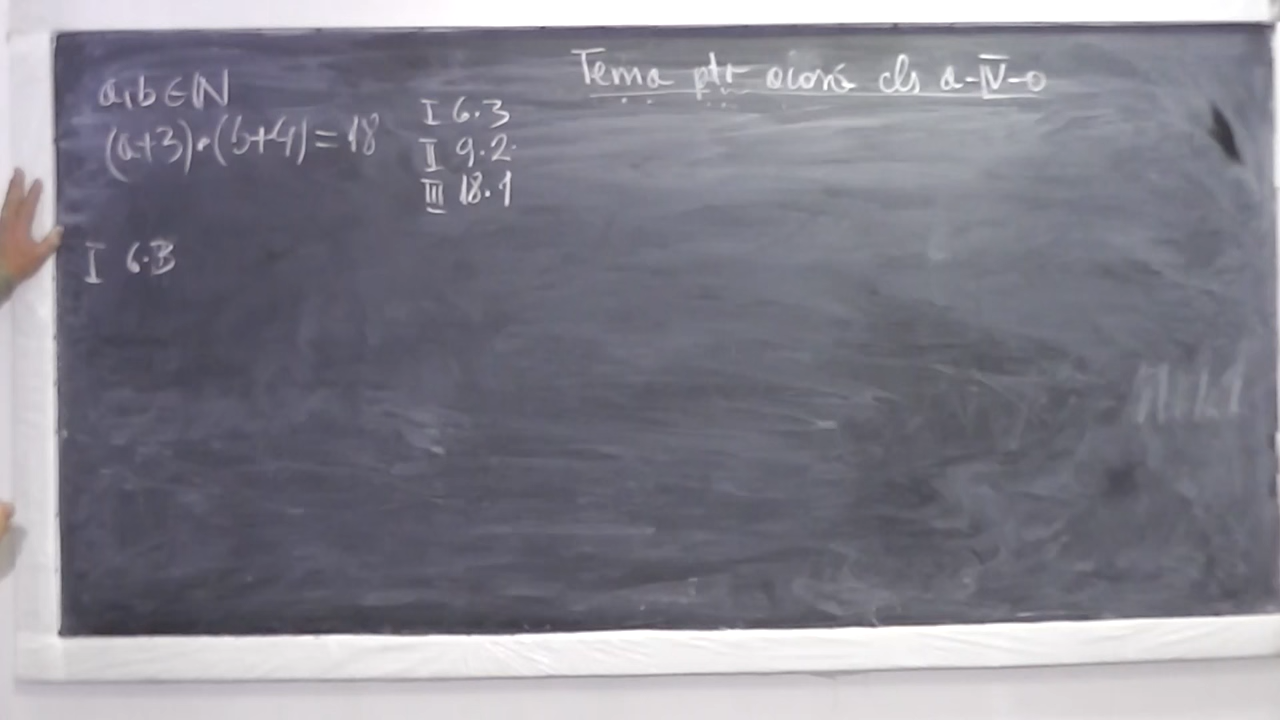 Tema ptr acasă cls a-IV-a
a,b∈ℕ
(a+3)•(b+4)=18
I 6·3
II 9·2
III 18·1
I 6·3